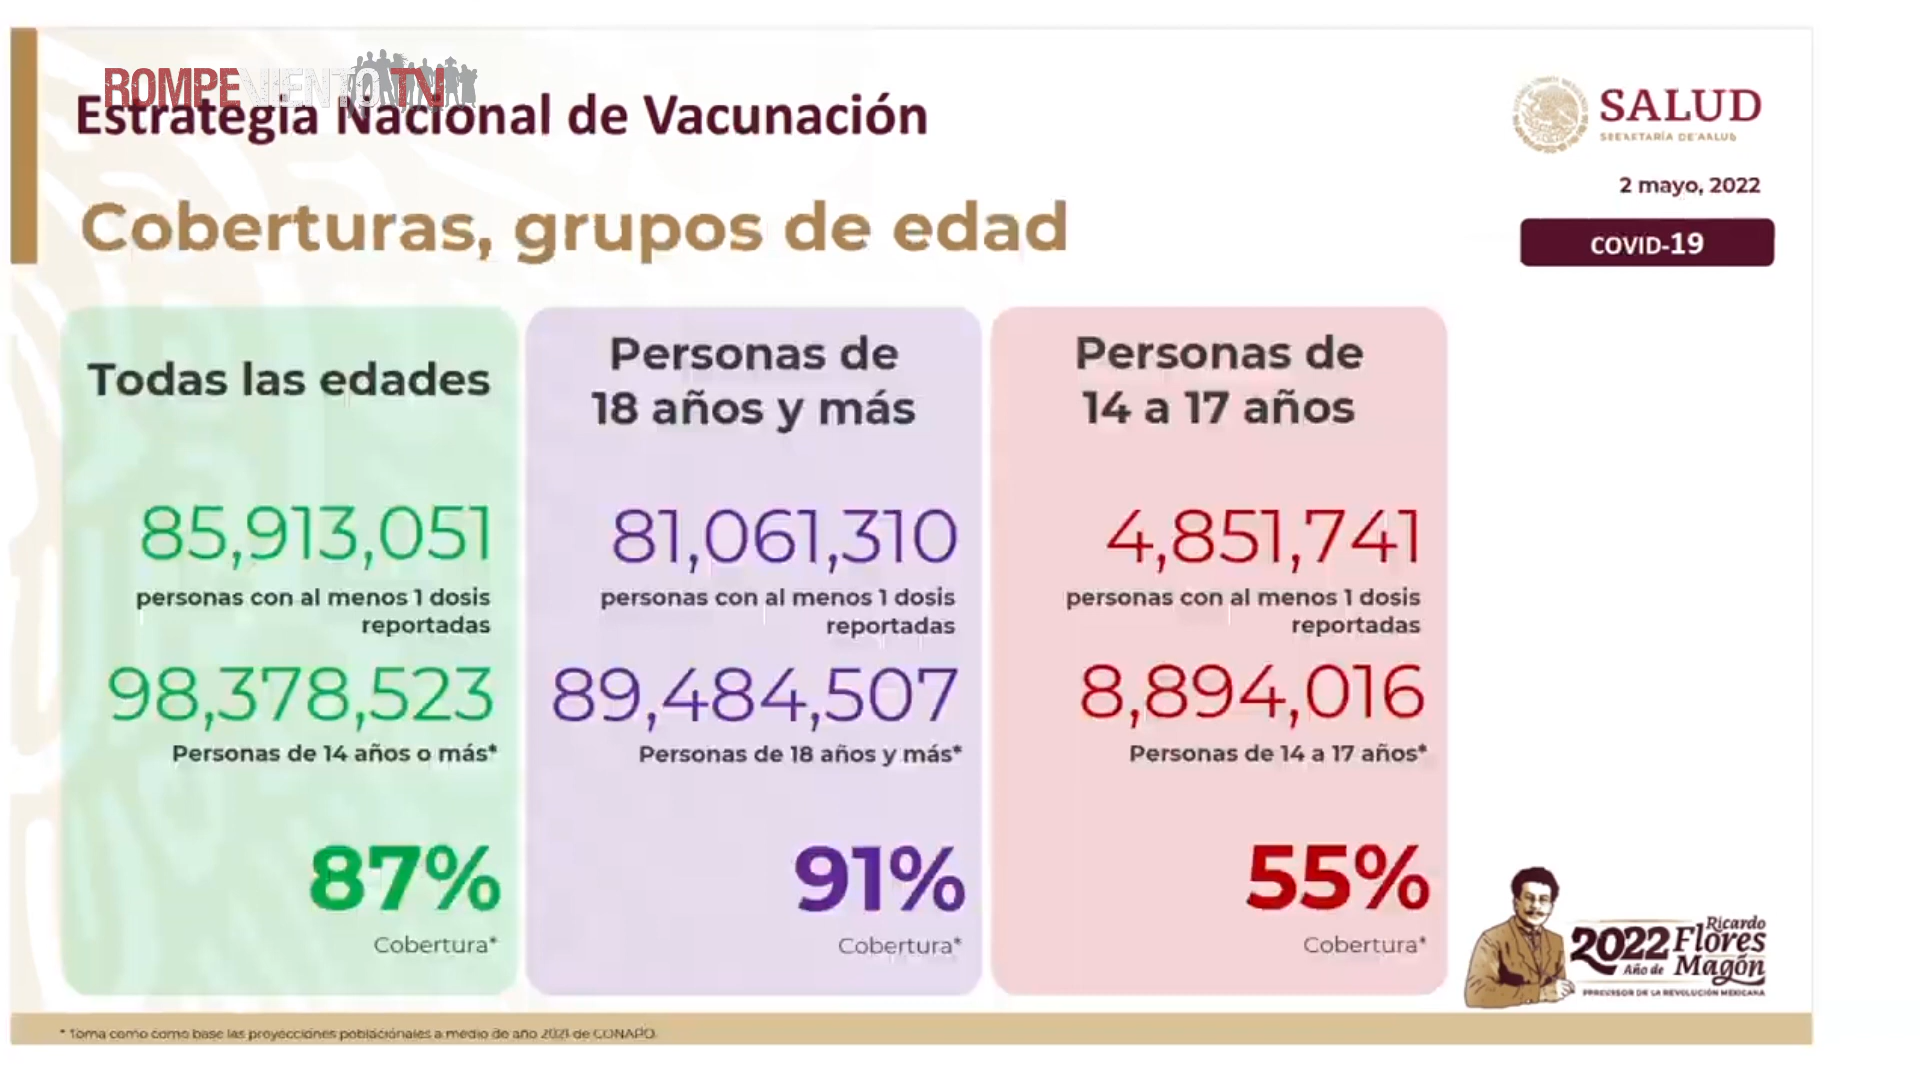 ROMPEVIENTO TV
Estrategia Nacional de Vacunación
SALUD
SECRETARÍA DE SALUD
2 mayo, 2022
COVID-19
Coberturas, grupos de edad
Todas las edades
85,913,051
personas con al menos 1 dosis
reportadas
98,378,523
Personas de 14 años o más*
87%
Cobertura*
Personas de
18 años y más
81,061,310
personas con al menos 1 dosis
reportadas
89,484,507
Personas de 18 años y más*
91%
Cobertura*
Personas de
14 a 17 años
4,851,741
personas con al menos 1 dosis
reportadas
8,894,016
Personas de 14 a 17 años*
55%
Cobertura*
2022 Ricardo
Flores
Año de Magón
PRECURSOR DE LA REVOLUCIÓN MEXICANA
* Toma como como base las proyecciones poblacionales a medio de año 2021 de CONAPO.